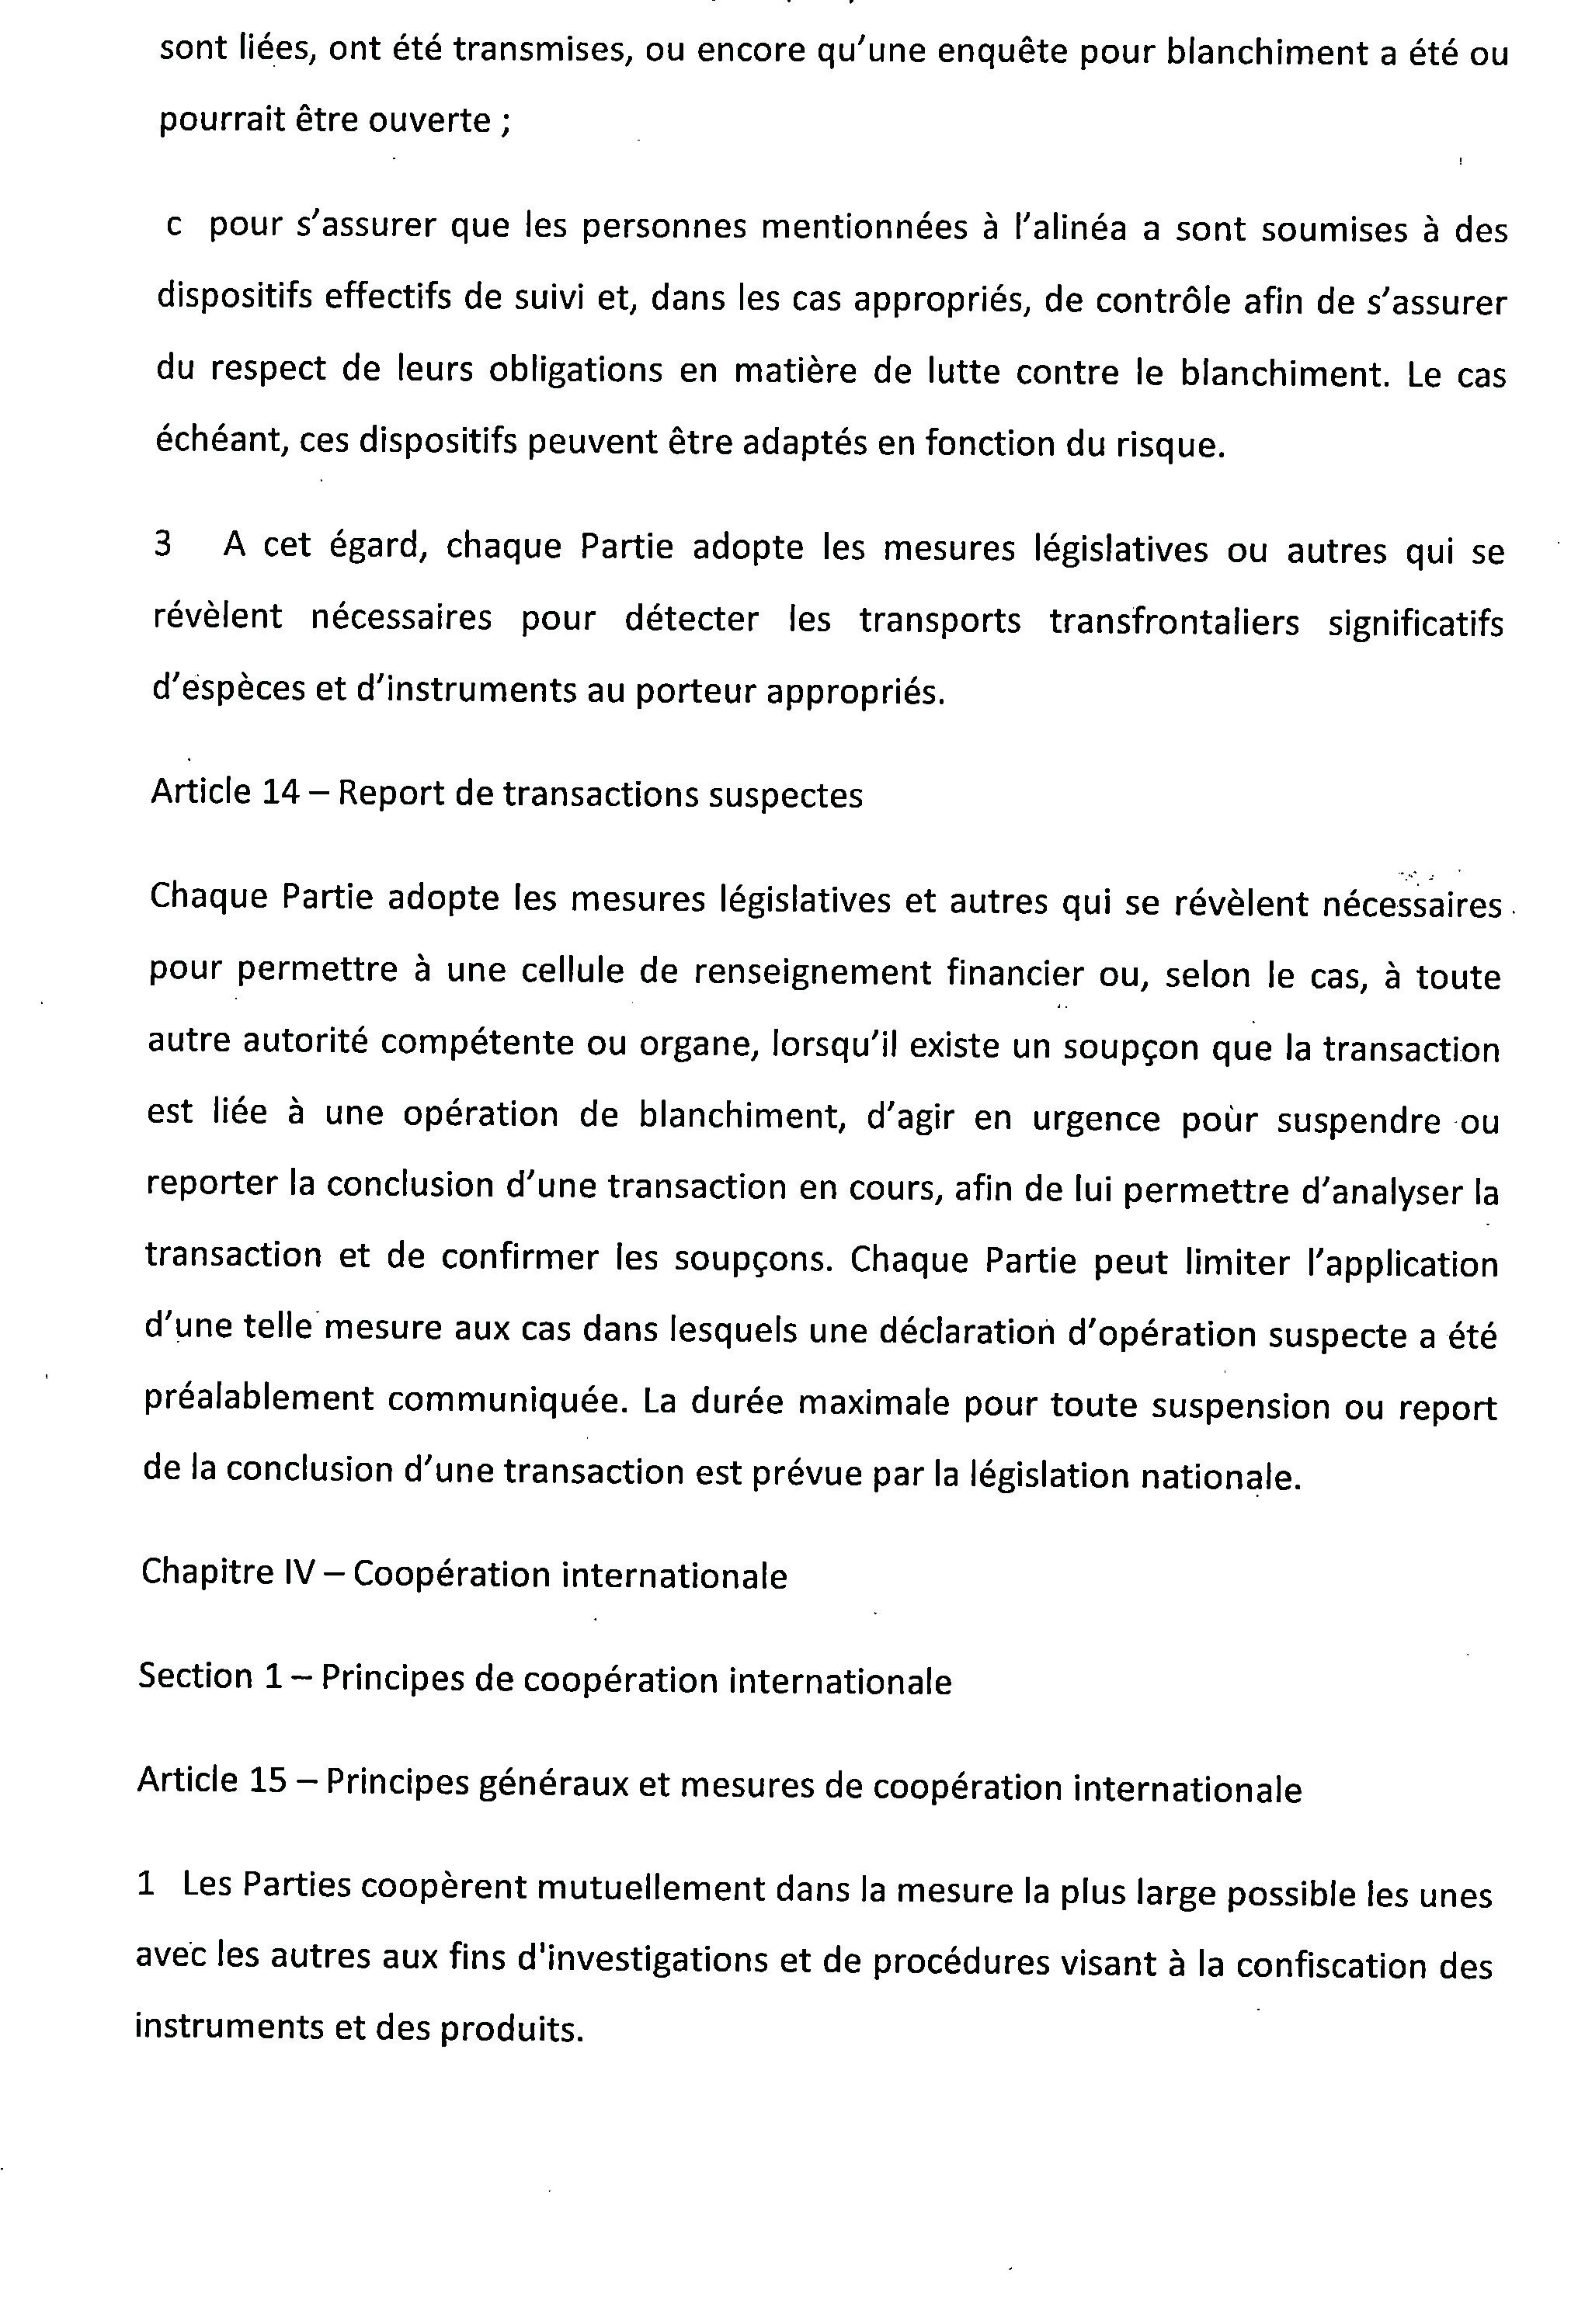 sont liées, ont été transmises, ou encore qu'une enquête pour blanchiment a été ou
pourrait être ouverte ;
c pour s'assurer que les personnes mentionnées à l'alinéa a sont soumises à des
dispositifs effectifs de suivi et, dans les cas appropriés, de contrôle afin de s'assurer
du respect de leurs obligations en matière de lutte contre le blanchiment. Le cas
échéant, ces dispositifs peuvent être adaptés en fonction du risque.
3 A cet égard, chaque Partie adopte les mesures législatives ou autres qui se
révèlent nécessaires pour détecter les transports transfrontaliers significatifs
d'espèces et d'instruments au porteur appropriés.
Article 14 – Report de transactions suspectes
Chaque Partie adopte les mesures législatives et autres qui se révèlent nécessaires
pour permettre à une cellule de renseignement financier ou, selon le cas, à toute
autre autorité compétente ou organe, lorsqu'il existe un soupçon que la transaction
est liée à une opération de blanchiment, d'agir en urgence pour suspendre ou
reporter la conclusion d'une transaction en cours, afin de lui permettre d'analyser la
transaction et de confirmer les soupçons. Chaque Partie peut limiter l'application
d'une telle mesure aux cas dans lesquels une déclaration d'opération suspecte a été
préalablement communiquée. La durée maximale pour toute suspension ou report
de la conclusion d'une transaction est prévue par la législation nationale.
Chapitre IV – Coopération internationale
Section 1 – Principes de coopération internationale
Article 15 – Principes généraux et mesures de coopération internationale
1 Les Parties coopèrent mutuellement dans la mesure la plus large possible les unes
avec les autres aux fins d'investigations et de procédures visant à la confiscation des
instruments et des produits.